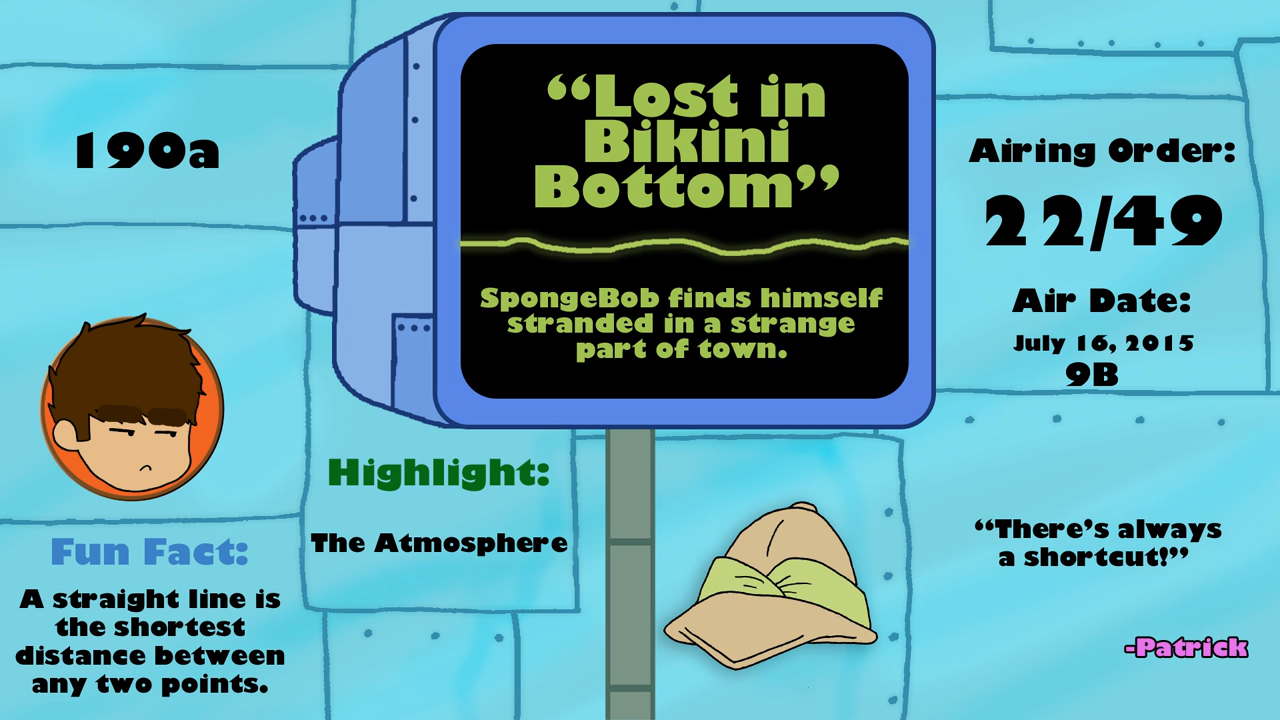 190a
“Lost in
Bikini
Bottom”
SpongeBob finds himself
stranded in a strange
part of town.
Airing Order:
22/49
Air Date:
July 16, 2015
9B
Highlight:
The Atmosphere
Fun Fact:
A straight line is
the shortest
distance between
any two points.
“There’s always
a shortcut!”
-Patrick